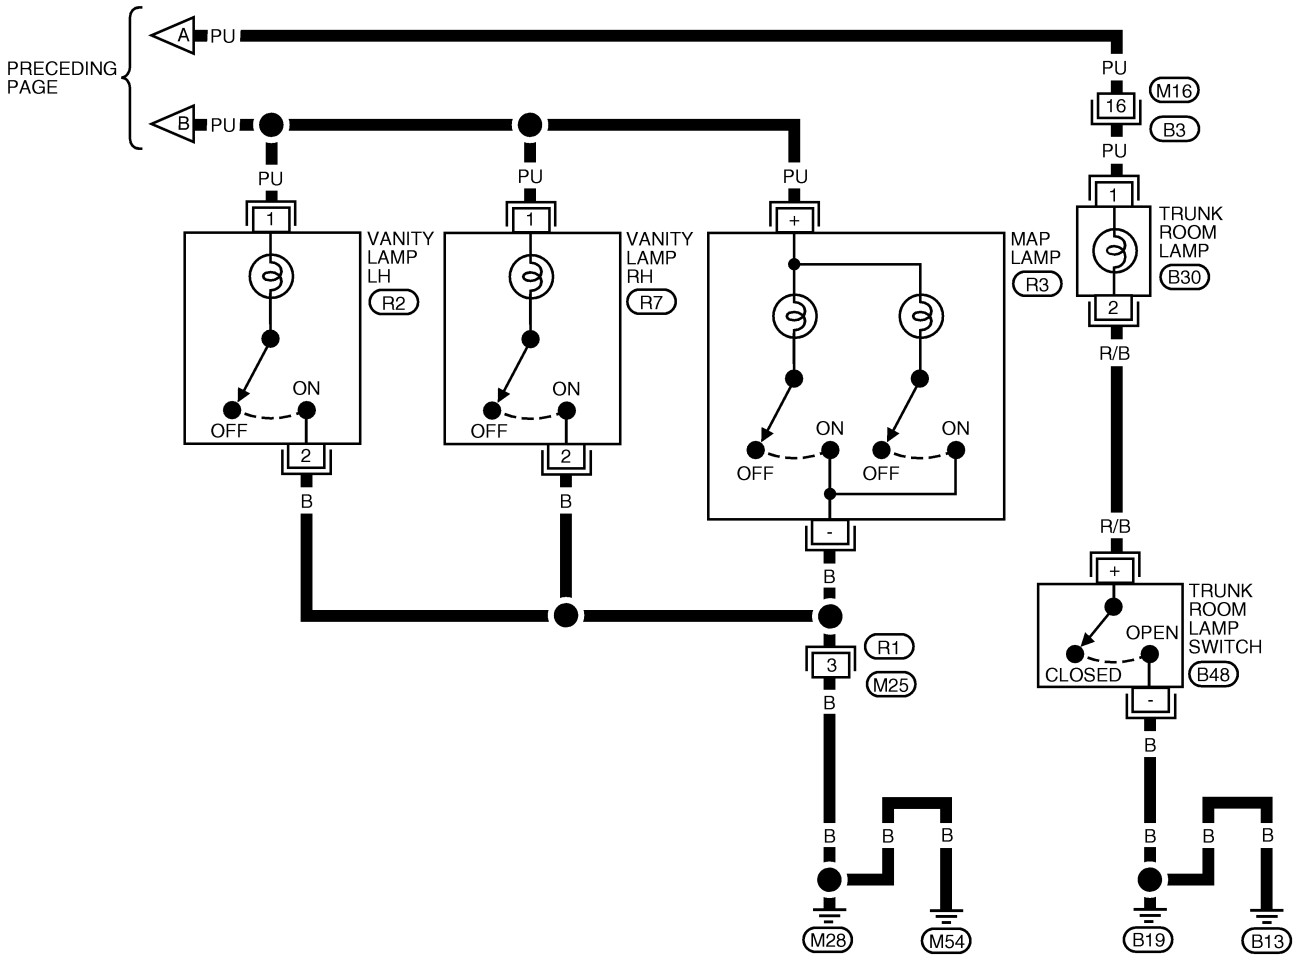 PRECEDING
PAGE
A
PU
B
PU
PU
16
M16
B3
PU
PU
PU
PU
1
VANITY
LAMP
LH
R2
ON
OFF
2
B
1
VANITY
LAMP
RH
R7
ON
OFF
2
B
+
MAP
LAMP
R3
ON
OFF
ON
OFF
-
B
R1
3
M25
B
B
B
B
M28
M54
1
TRUNK
ROOM
LAMP
B30
2
R/B
R/B
+
TRUNK
ROOM
LAMP
SWITCH
B48
OPEN
CLOSED
-
B
B
B
B
B19
B13